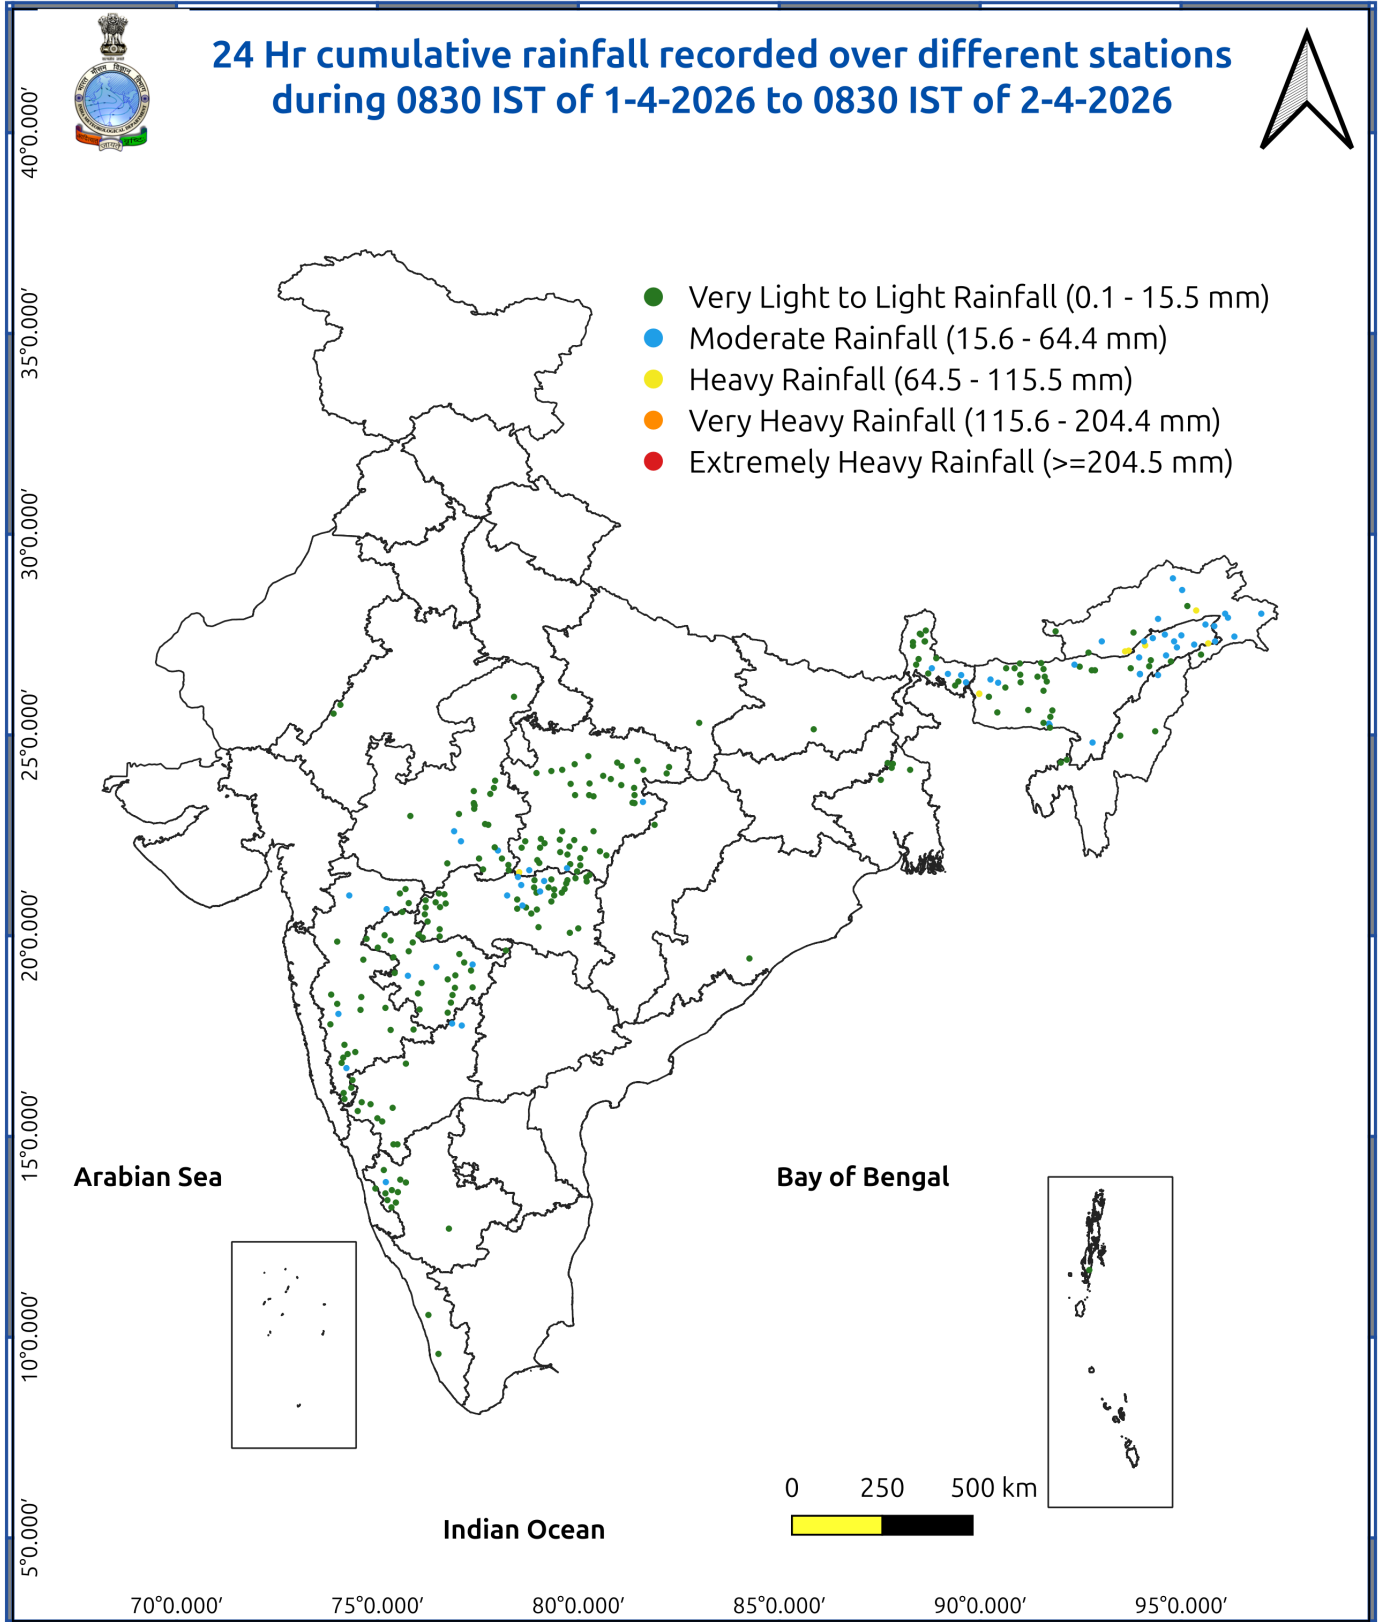 24 Hr cumulative rainfall recorded over different stations
during 0830 IST of 1-4-2026 to 0830 IST of 2-4-2026
Very Light to Light Rainfall (0.1 - 15.5 mm)
Moderate Rainfall (15.6 - 64.4 mm)
Heavy Rainfall (64.5 - 115.5 mm)
Very Heavy Rainfall (115.6 - 204.4 mm)
Extremely Heavy Rainfall (>=204.5 mm)
40°0.000′
35°0.000′
30°0.000′
25°0.000′
20°0.000′
15°0.000′
10°0.000′
5°0.000′
Arabian Sea
Bay of Bengal
Indian Ocean
0 250 500 km
70°0.000′ 75°0.000′ 80°0.000′ 85°0.000′ 90°0.000′ 95°0.000′